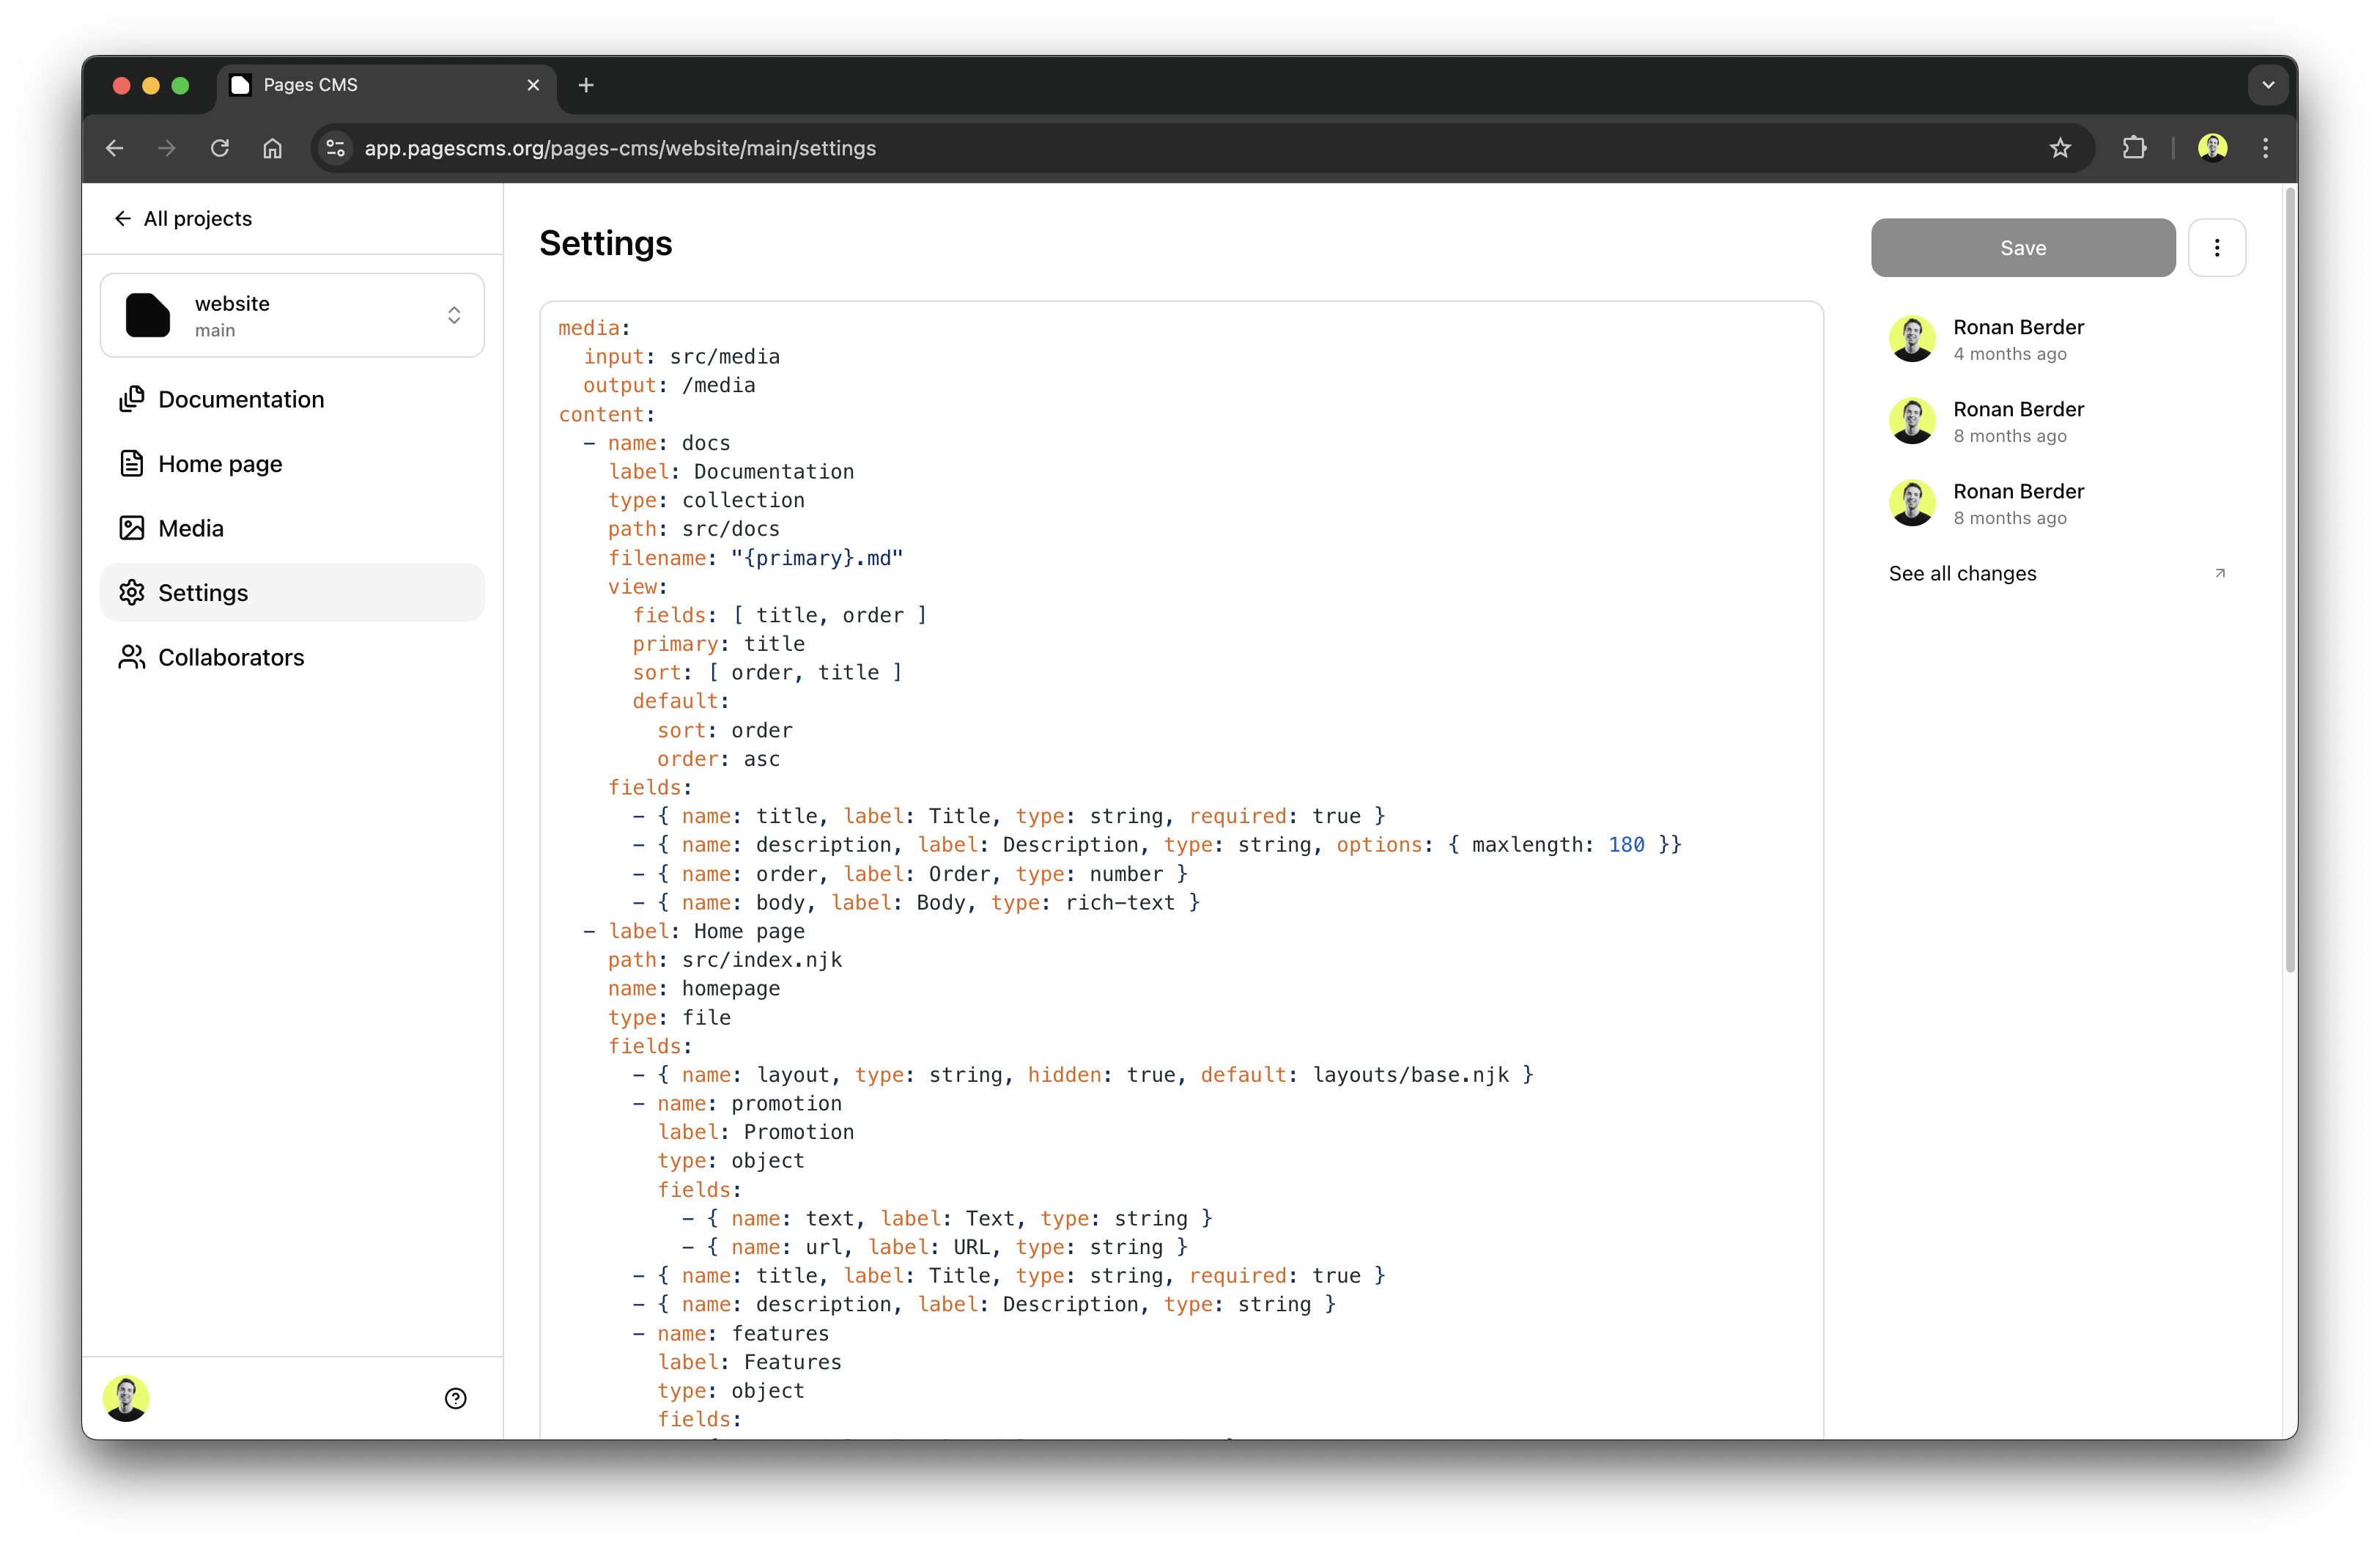 Pages CMS
app.pagescms.org/pages-cms/website/main/settings
All projects
website
main
Documentation
Home page
Media
Settings
Collaborators
Settings
Save
media:
  input: src/media
  output: /media
content:
  - name: docs
    label: Documentation
    type: collection
    path: src/docs
    filename: "{primary}.md"
    view:
      fields: [ title, order ]
      primary: title
      sort: [ order, title ]
      default:
        sort: order
        order: asc
    fields:
      - { name: title, label: Title, type: string, required: true }
      - { name: description, label: Description, type: string, options: { maxlength: 180 }}
      - { name: order, label: Order, type: number }
      - { name: body, label: Body, type: rich-text }
  - label: Home page
    path: src/index.njk
    name: homepage
    type: file
    fields:
      - { name: layout, type: string, hidden: true, default: layouts/base.njk }
      - name: promotion
        label: Promotion
        type: object
        fields:
          - { name: text, label: Text, type: string }
          - { name: url, label: URL, type: string }
      - { name: title, label: Title, type: string, required: true }
      - { name: description, label: Description, type: string }
      - name: features
        label: Features
        type: object
        fields:
Ronan Berder
4 months ago
Ronan Berder
8 months ago
Ronan Berder
8 months ago
See all changes